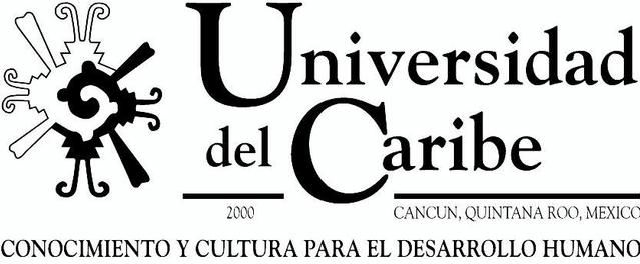 Universidad
del Caribe
2000 CANCUN, QUINTANA ROO, MEXICO
CONOCIMIENTO Y CULTURA PARA EL DESARROLLO HUMANO